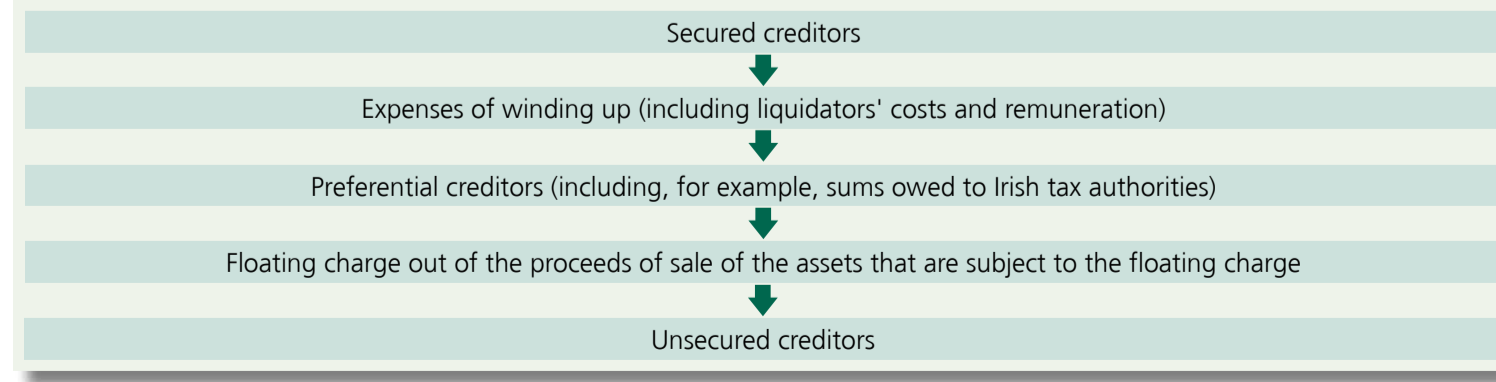 Secured creditors
Expenses of winding up (including liquidators' costs and remuneration)
Preferential creditors (including, for example, sums owed to Irish tax authorities)
Floating charge out of the proceeds of sale of the assets that are subject to the floating charge
Unsecured creditors